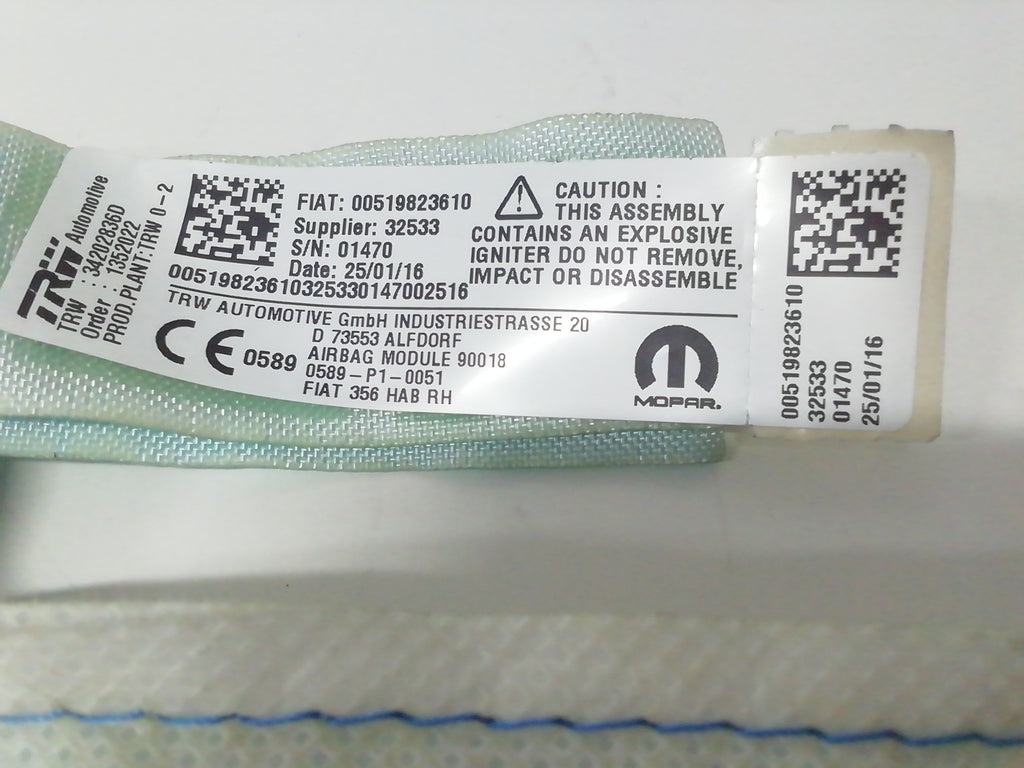 TRW Automotive
TRW : 34202836D
Order : 1352022
PROD.PLANT:TRW 0-2
FIAT: 00519823610
Supplier: 32533
S/N: 01470
Date: 25/01/16
00519823610325330147002516
CAUTION :
THIS ASSEMBLY
CONTAINS AN EXPLOSIVE
IGNITER DO NOT REMOVE,
IMPACT OR DISASSEMBLE
TRW AUTOMOTIVE GmbH INDUSTRIESTRASSE 20
D 73553 ALFDORF
AIRBAG MODULE 90018
0589-P1-0051
FIAT 356 HAB RH
CE 0589
MOPAR.
00519823610
32533
01470
25/01/16